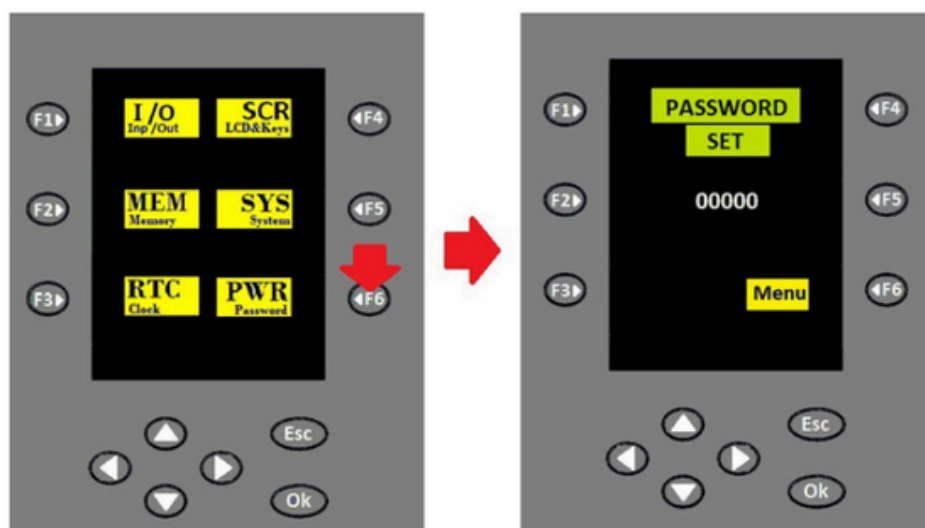 F1
I/O SCR
Inp/Out LCD&Keys
F4
F2
MEM SYS
Memory System
F5
F3
RTC PWR
Clock Password
F6
Esc
Ok
F1
PASSWORD
F4
SET
F2
00000
F5
F3
Menu
F6
Esc
Ok